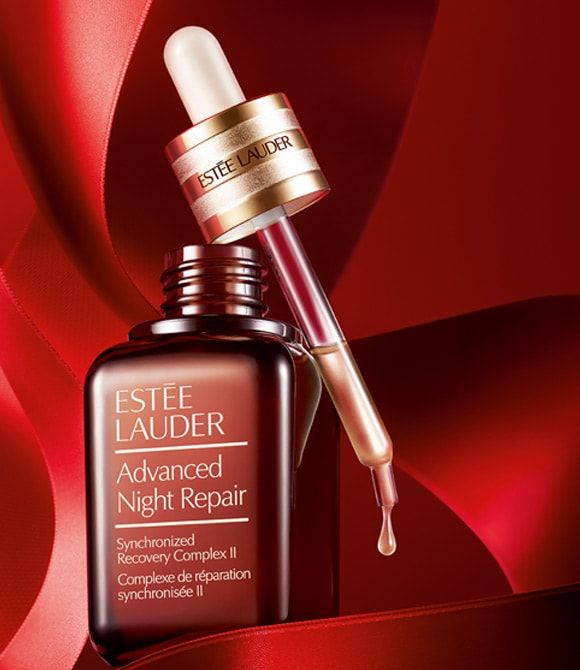 ESTĒE LAUDER
ESTĒE
LAUDER
Advanced
Night Repair
Synchronized
Recovery Complex II
Complexe de réparation
synchronisée II